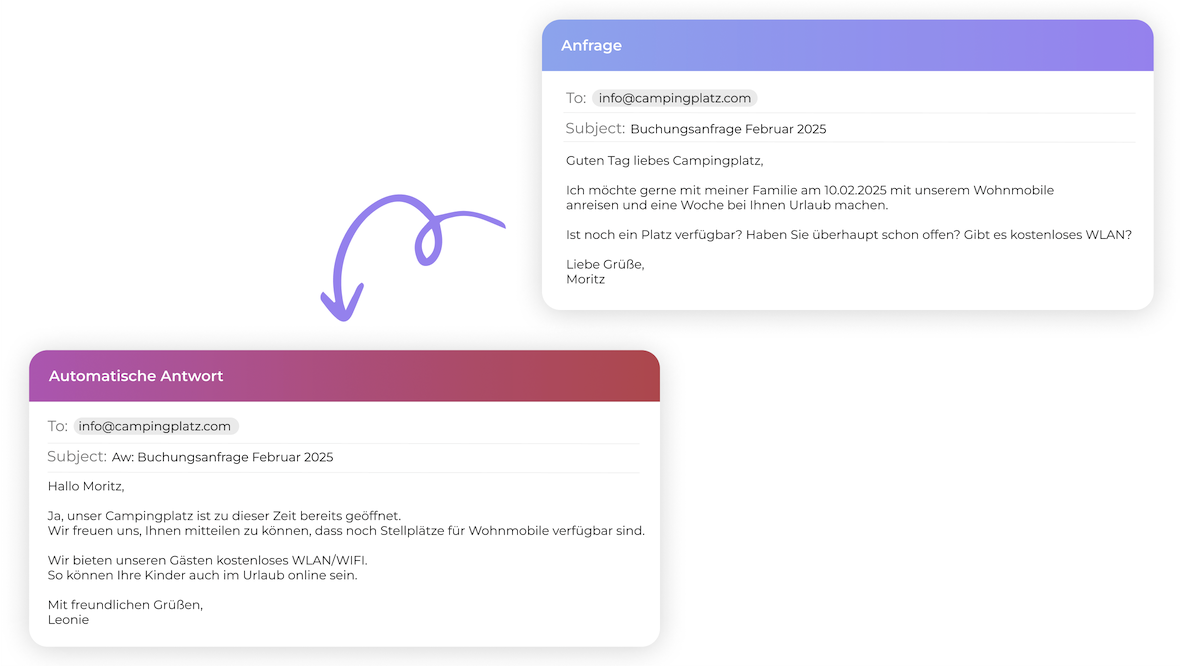 Anfrage
To: info@campingplatz.com
Subject: Buchungsanfrage Februar 2025
Guten Tag liebes Campingplatz,
Ich möchte gerne mit meiner Familie am 10.02.2025 mit unserem Wohnmobile
anreisen und eine Woche bei Ihnen Urlaub machen.
Ist noch ein Platz verfügbar? Haben Sie überhaupt schon offen? Gibt es kostenloses WLAN?
Liebe Grüße,
Moritz
Automatische Antwort
To: info@campingplatz.com
Subject: Aw: Buchungsanfrage Februar 2025
Hallo Moritz,
Ja, unser Campingplatz ist zu dieser Zeit bereits geöffnet.
Wir freuen uns, Ihnen mitteilen zu können, dass noch Stellplätze für Wohnmobile verfügbar sind.
Wir bieten unseren Gästen kostenloses WLAN/WIFI.
So können Ihre Kinder auch im Urlaub online sein.
Mit freundlichen Grüßen,
Leonie